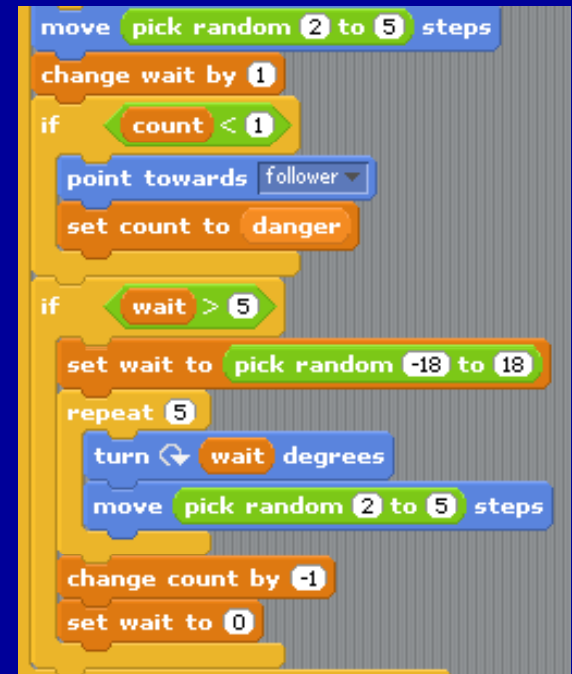 move pick random 2 to 5 steps
change wait by 1
if count < 1
point towards follower
set count to danger
if wait > 5
set wait to pick random -18 to 18
repeat 5
turn wait degrees
move pick random 2 to 5 steps
change count by -1
set wait to 0